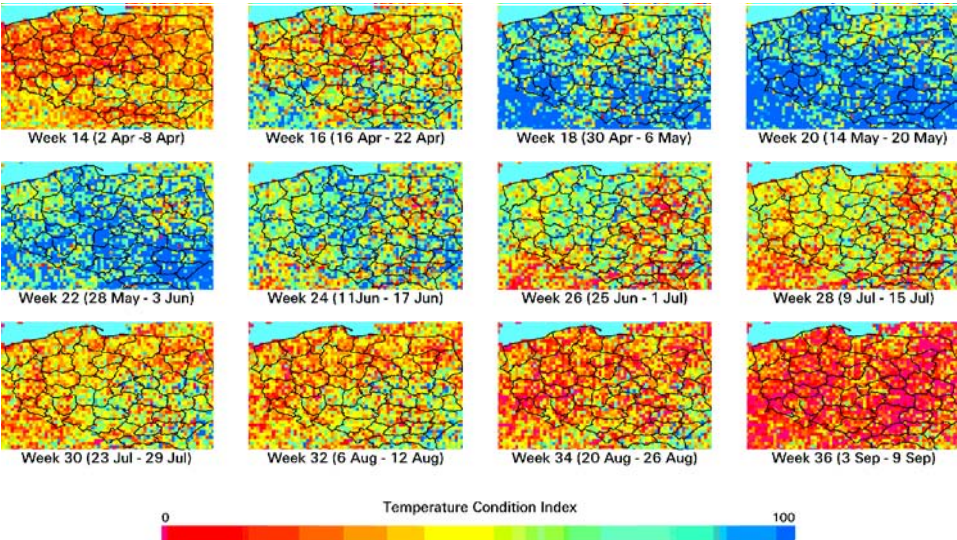 Week 14 (2 Apr -8 Apr)
Week 16 (16 Apr - 22 Apr)
Week 18 (30 Apr - 6 May)
Week 20 (14 May - 20 May)
Week 22 (28 May - 3 Jun)
Week 24 (11Jun - 17 Jun)
Week 26 (25 Jun - 1 Jul)
Week 28 (9 Jul - 15 Jul)
Week 30 (23 Jul - 29 Jul)
Week 32 (6 Aug - 12 Aug)
Week 34 (20 Aug - 26 Aug)
Week 36 (3 Sep - 9 Sep)
Temperature Condition Index
0
100